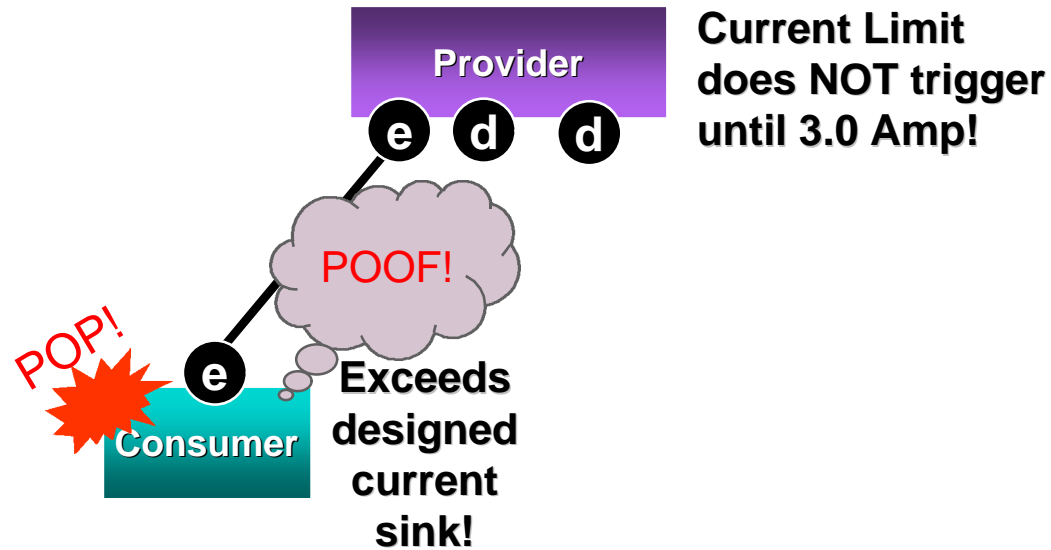 Provider
Current Limit
does NOT trigger
until 3.0 Amp!
e
d
d
POOF!
POP!
e
Consumer
Exceeds
designed
current
sink!